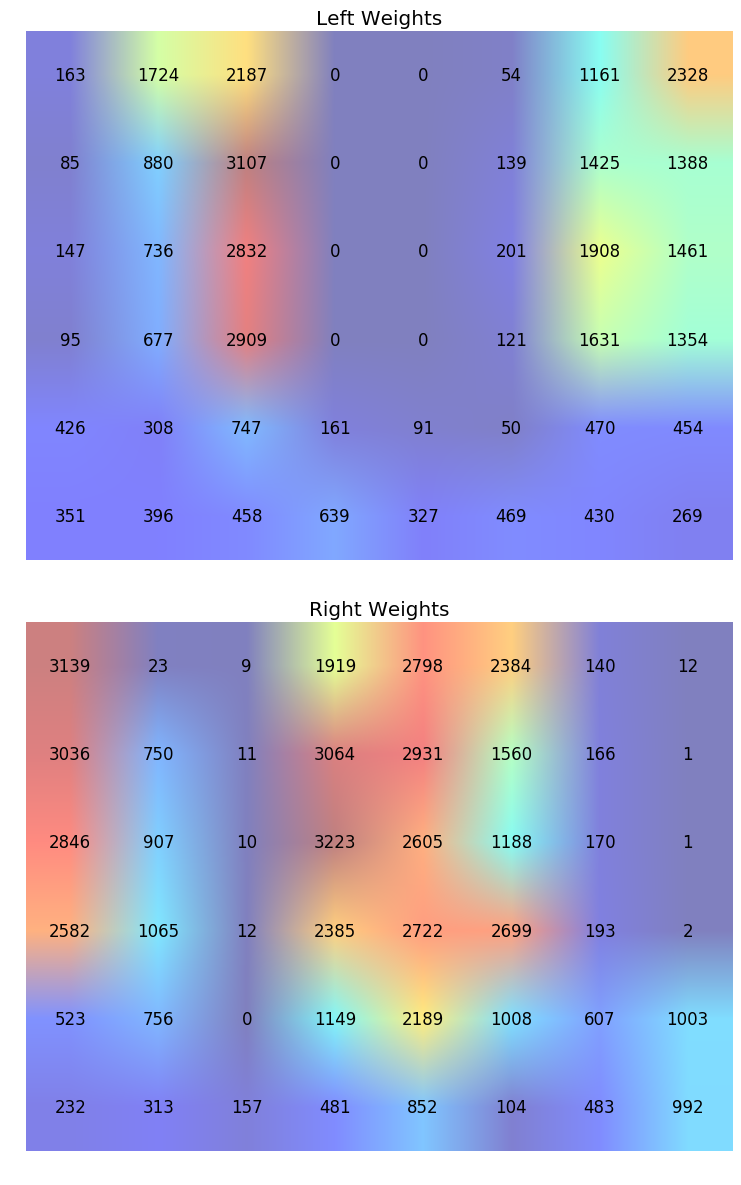 Left Weights
163 1724 2187 0 0 54 1161 2328
85 880 3107 0 0 139 1425 1388
147 736 2832 0 0 201 1908 1461
95 677 2909 0 0 121 1631 1354
426 308 747 161 91 50 470 454
351 396 458 639 327 469 430 269
Right Weights
3139 23 9 1919 2798 2384 140 12
3036 750 11 3064 2931 1560 166 1
2846 907 10 3223 2605 1188 170 1
2582 1065 12 2385 2722 2699 193 2
523 756 0 1149 2189 1008 607 1003
232 313 157 481 852 104 483 992